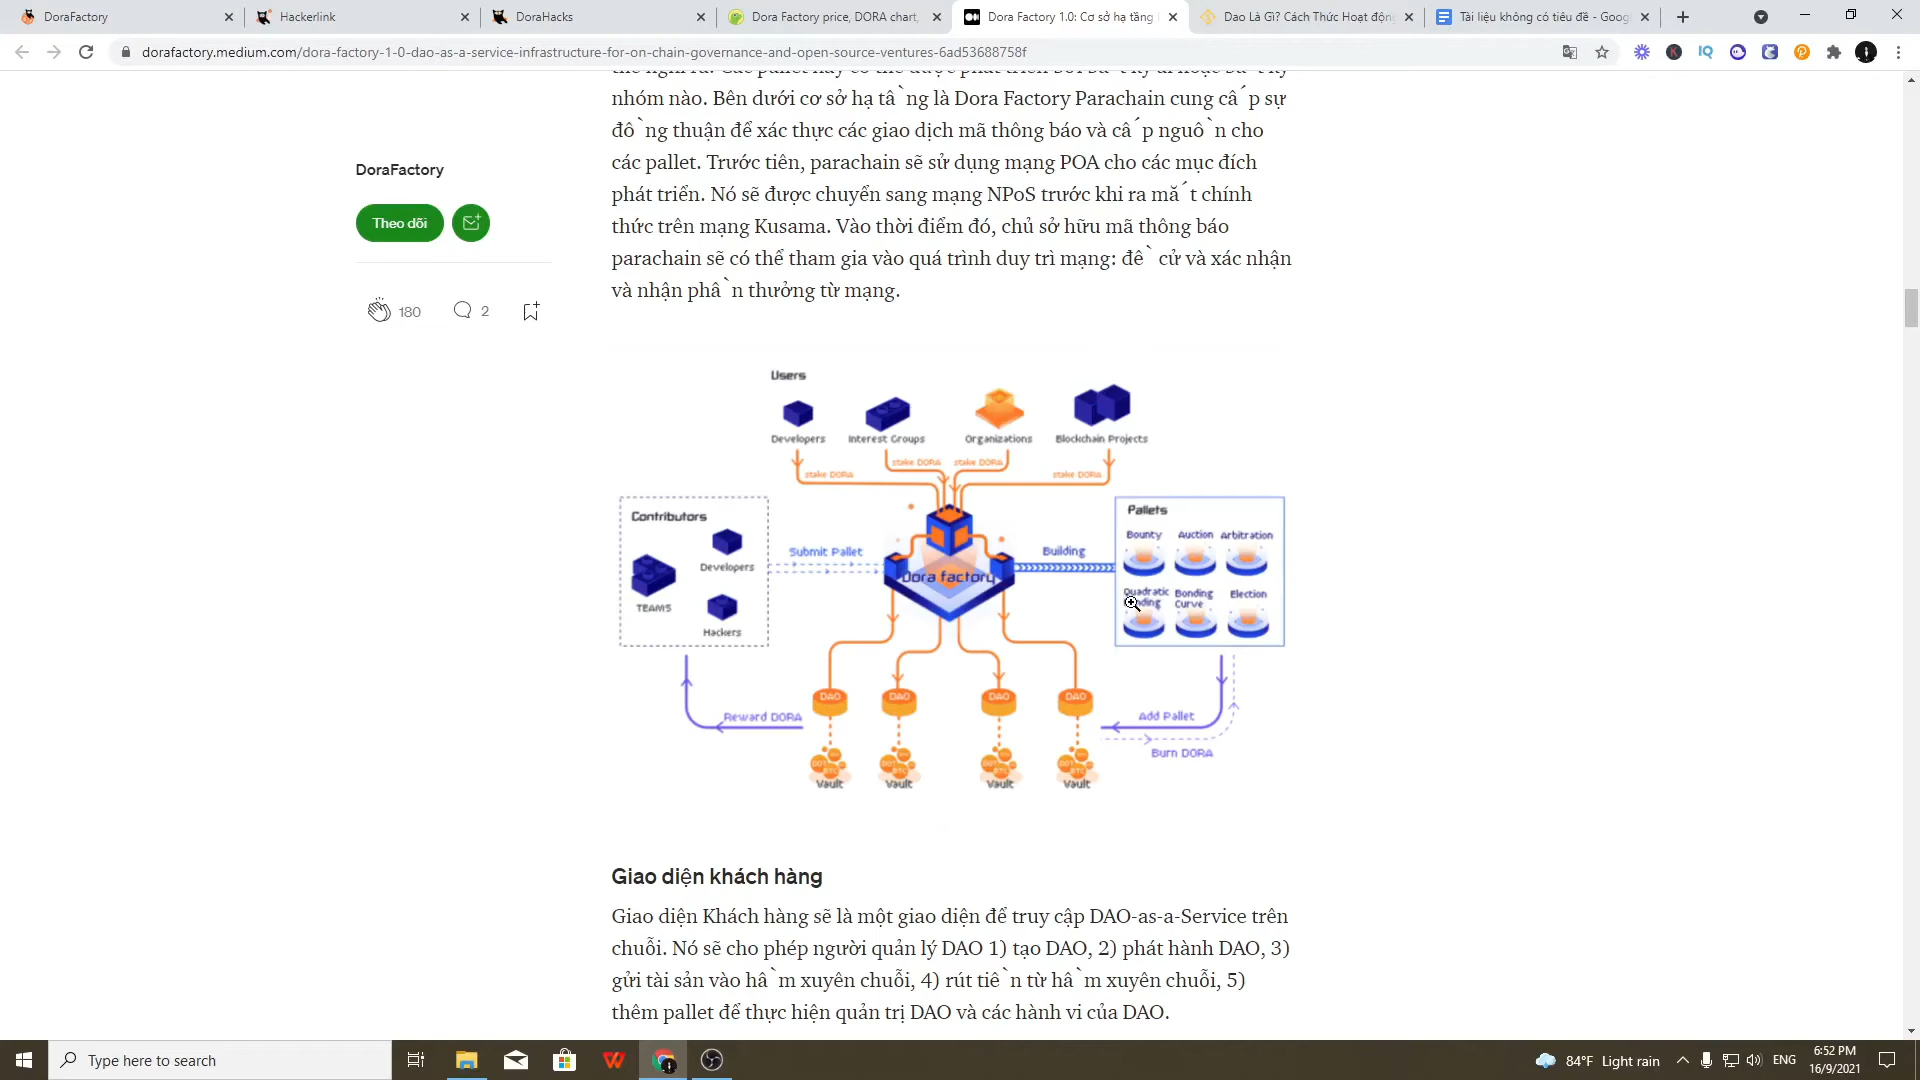 DoraFactory
Hackerlink
DoraHacks
Dora Factory price, DORA chart,
Dora Factory 1.0: Cơ sở hạ tầng
Dao Là Gì? Cách Thức Hoạt độn
Tài liệu không có tiêu đề - Goog
dorafactory.medium.com/dora-factory-1-0-dao-as-a-service-infrastructure-for-on-chain-governance-and-open-source-ventures-6ad53688758f
nhóm nào. Bên dưới cơ sở hạ tầng là Dora Factory Parachain cung cấp sự
đồng thuận để xác thực các giao dịch mã thông báo và cấp nguồn cho
các pallet. Trước tiên, parachain sẽ sử dụng mạng POA cho các mục đích
phát triển. Nó sẽ được chuyển sang mạng NPoS trước khi ra mắt chính
thức trên mạng Kusama. Vào thời điểm đó, chủ sở hữu mã thông báo
parachain sẽ có thể tham gia vào quá trình duy trì mạng: đề cử và xác nhận
và nhận phần thưởng từ mạng.
DoraFactory
Theo dõi
180
2
Users
Developers
Interest Groups
Organizations
Blockchain Projects
stake DORA
stake DORA
stake DORA
stake DORA
Contributors
Developers
TEAMS
Hackers
Submit Pallet
Dora factory
Building
Pallets
Bounty
Auction
Arbitration
Quadratic
Bonding
Curve
Election
DAO
DAO
DAO
DAO
Reward DORA
Add Pallet
Burn DORA
Vault
Vault
Vault
Vault
Giao diện khách hàng
Giao diện Khách hàng sẽ là một giao diện để truy cập DAO-as-a-Service trên
chuỗi. Nó sẽ cho phép người quản lý DAO 1) tạo DAO, 2) phát hành DAO, 3)
gửi tài sản vào hầm xuyên chuỗi, 4) rút tiền từ hầm xuyên chuỗi, 5)
thêm pallet để thực hiện quản trị DAO và các hành vi của DAO.
Type here to search
84°F Light rain
ENG
6:52 PM
16/9/2021